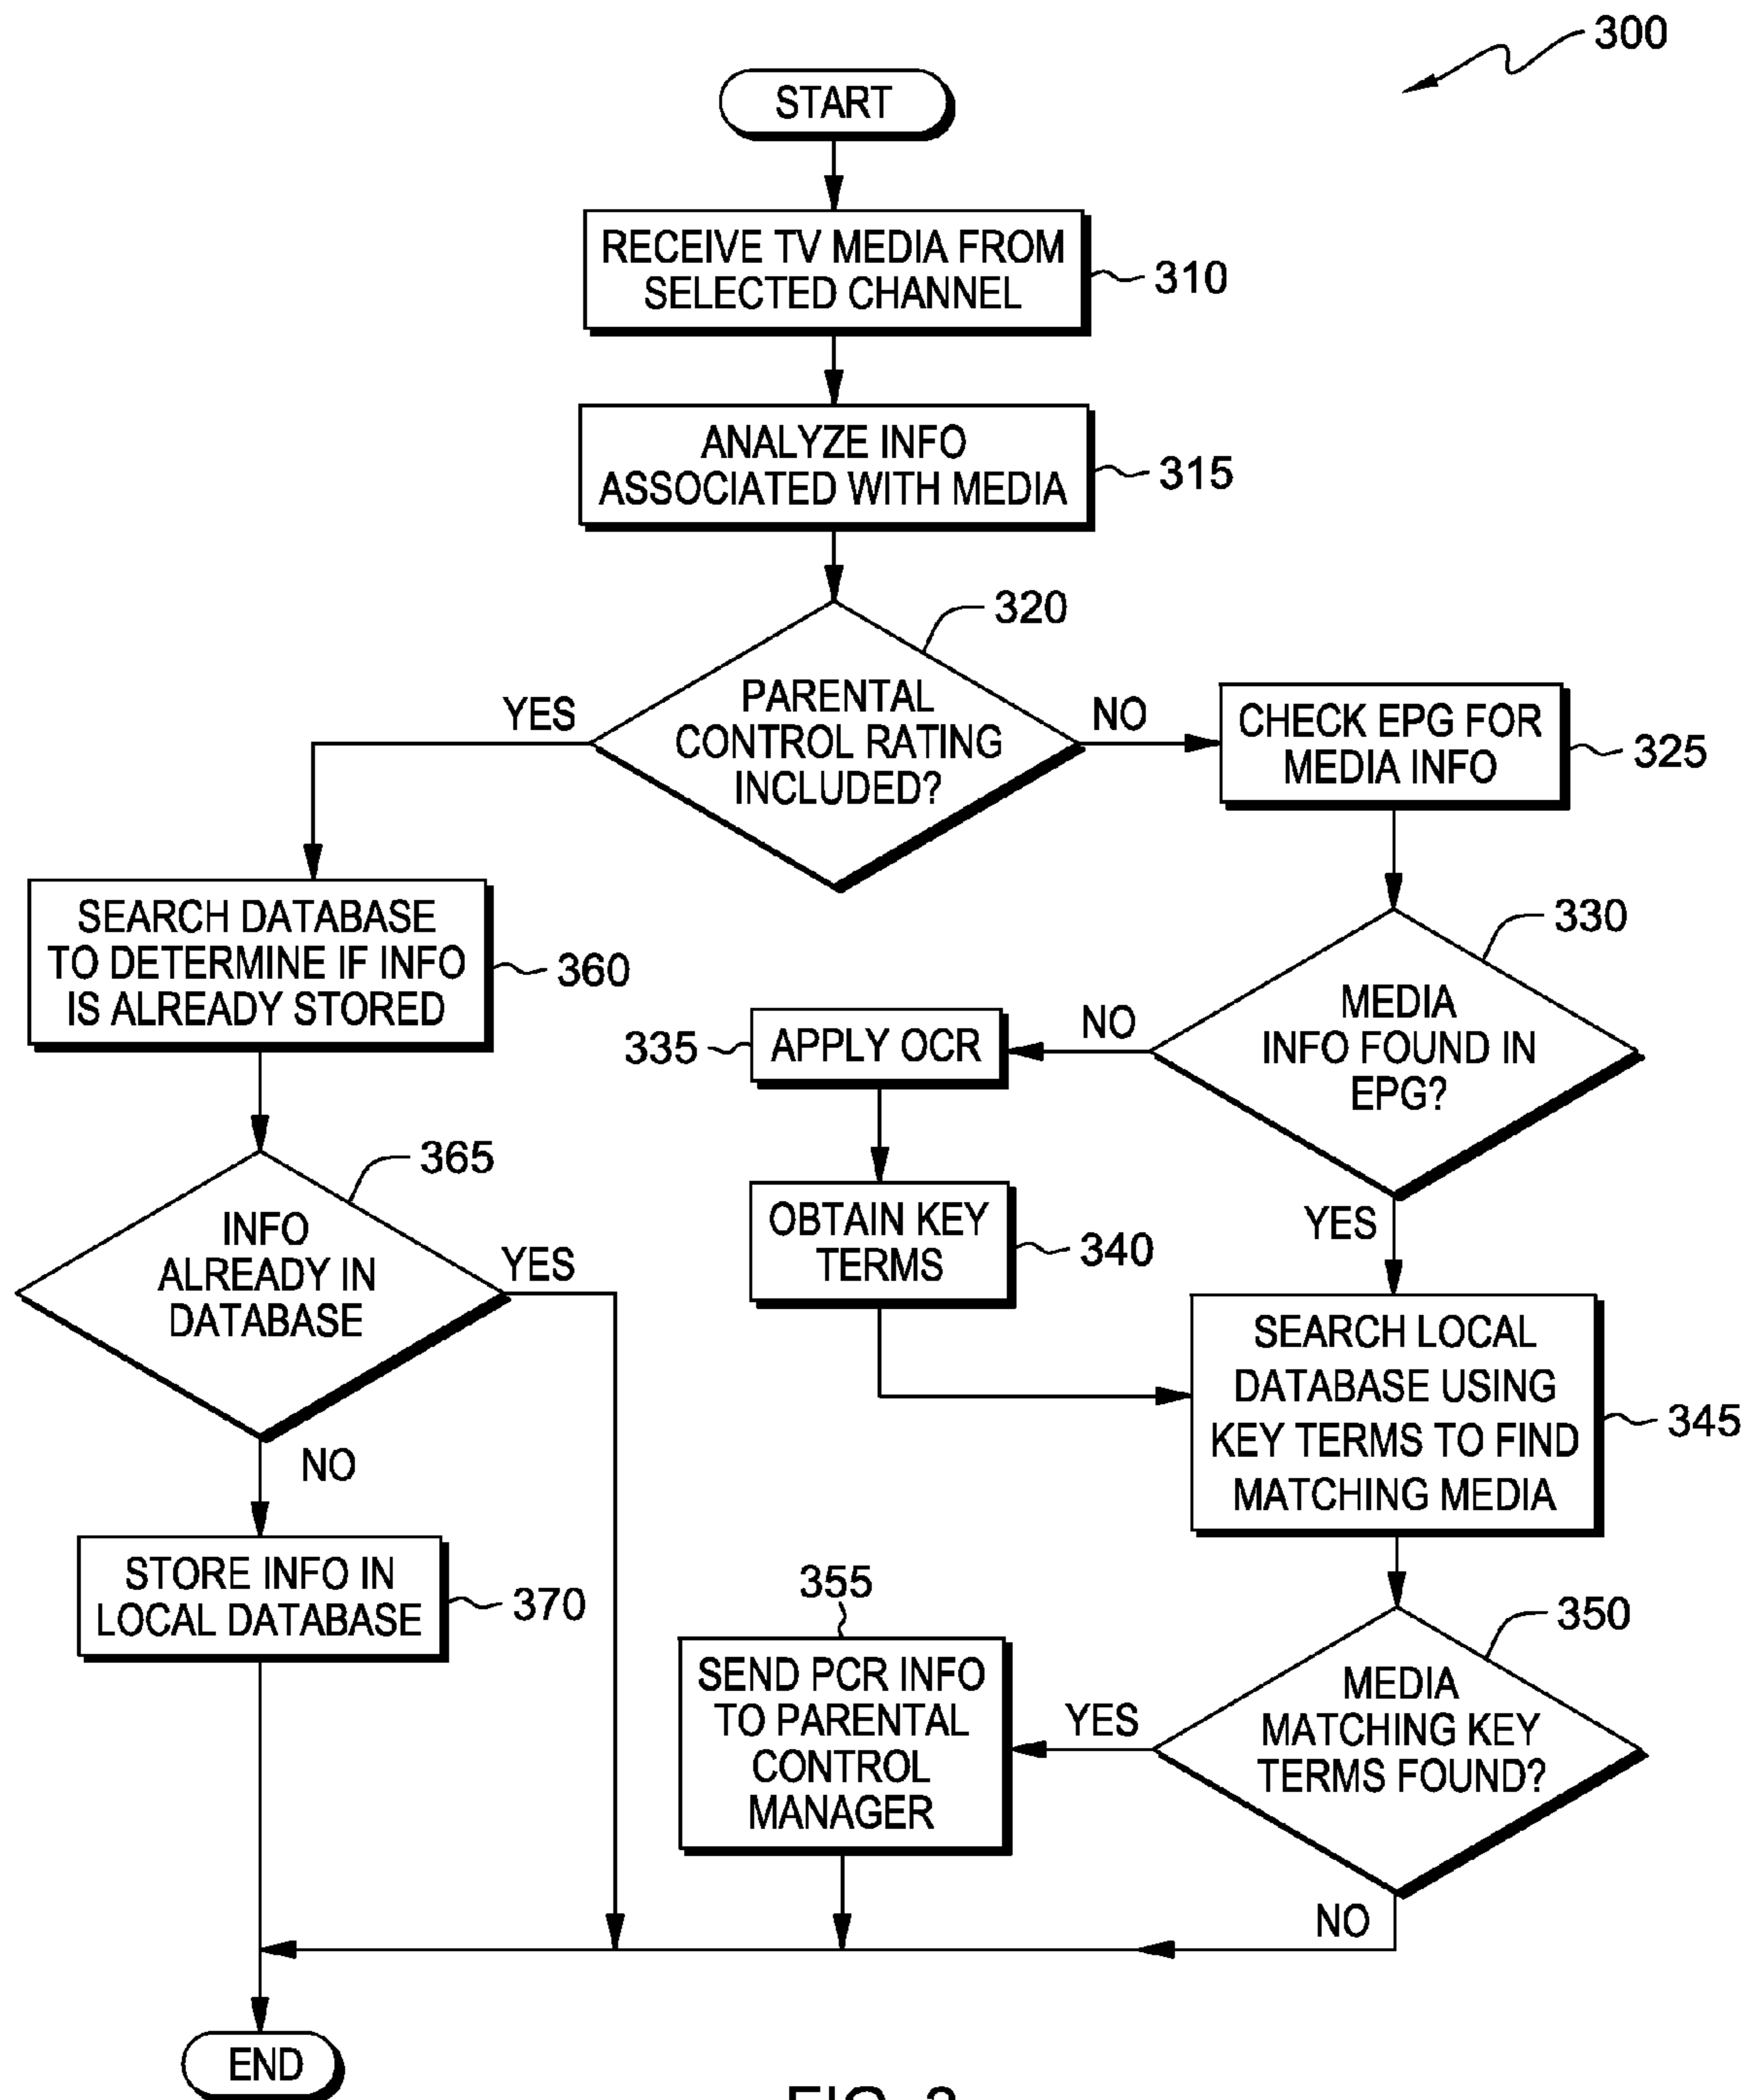 300
START
RECEIVE TV MEDIA FROM
SELECTED CHANNEL
310
ANALYZE INFO
ASSOCIATED WITH MEDIA
315
320
PARENTAL
CONTROL RATING
INCLUDED?
YES
NO
CHECK EPG FOR
MEDIA INFO
325
SEARCH DATABASE
TO DETERMINE IF INFO
IS ALREADY STORED
360
330
MEDIA
INFO FOUND IN
EPG?
NO
YES
335
APPLY OCR
OBTAIN KEY
TERMS
340
365
INFO
ALREADY IN
DATABASE
YES
NO
SEARCH LOCAL
DATABASE USING
KEY TERMS TO FIND
MATCHING MEDIA
345
STORE INFO IN
LOCAL DATABASE
370
355
SEND PCR INFO
TO PARENTAL
CONTROL
MANAGER
350
MEDIA
MATCHING KEY
TERMS FOUND?
YES
NO
END
FIG.